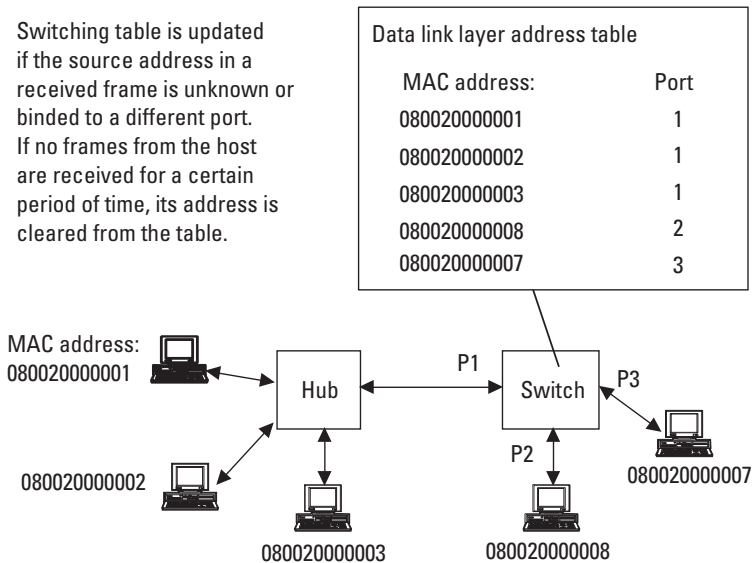 Switching table is updated
if the source address in a
received frame is unknown or
binded to a different port.
If no frames from the host
are received for a certain
period of time, its address is
cleared from the table.
Data link layer address table
MAC address: Port
080020000001 1
080020000002 1
080020000003 1
080020000008 2
080020000007 3
MAC address:
080020000001
Hub
P1
Switch
P3
P2
080020000002
080020000003
080020000008
080020000007